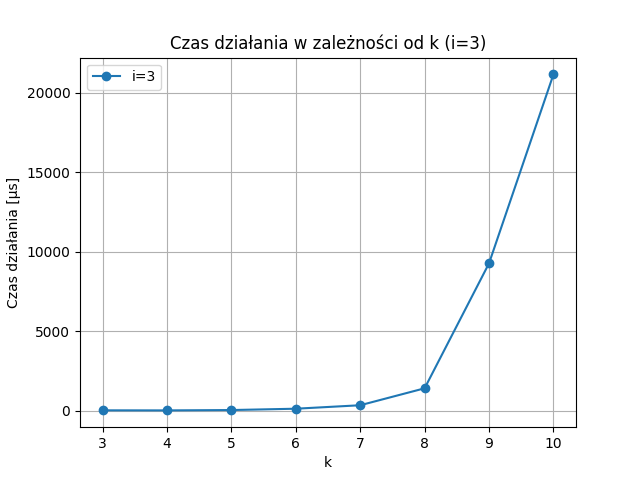 Czas działania w zależności od k (i=3)
i=3
Czas działania [µs]
20000
15000
10000
5000
0
3 4 5 6 7 8 9 10
k